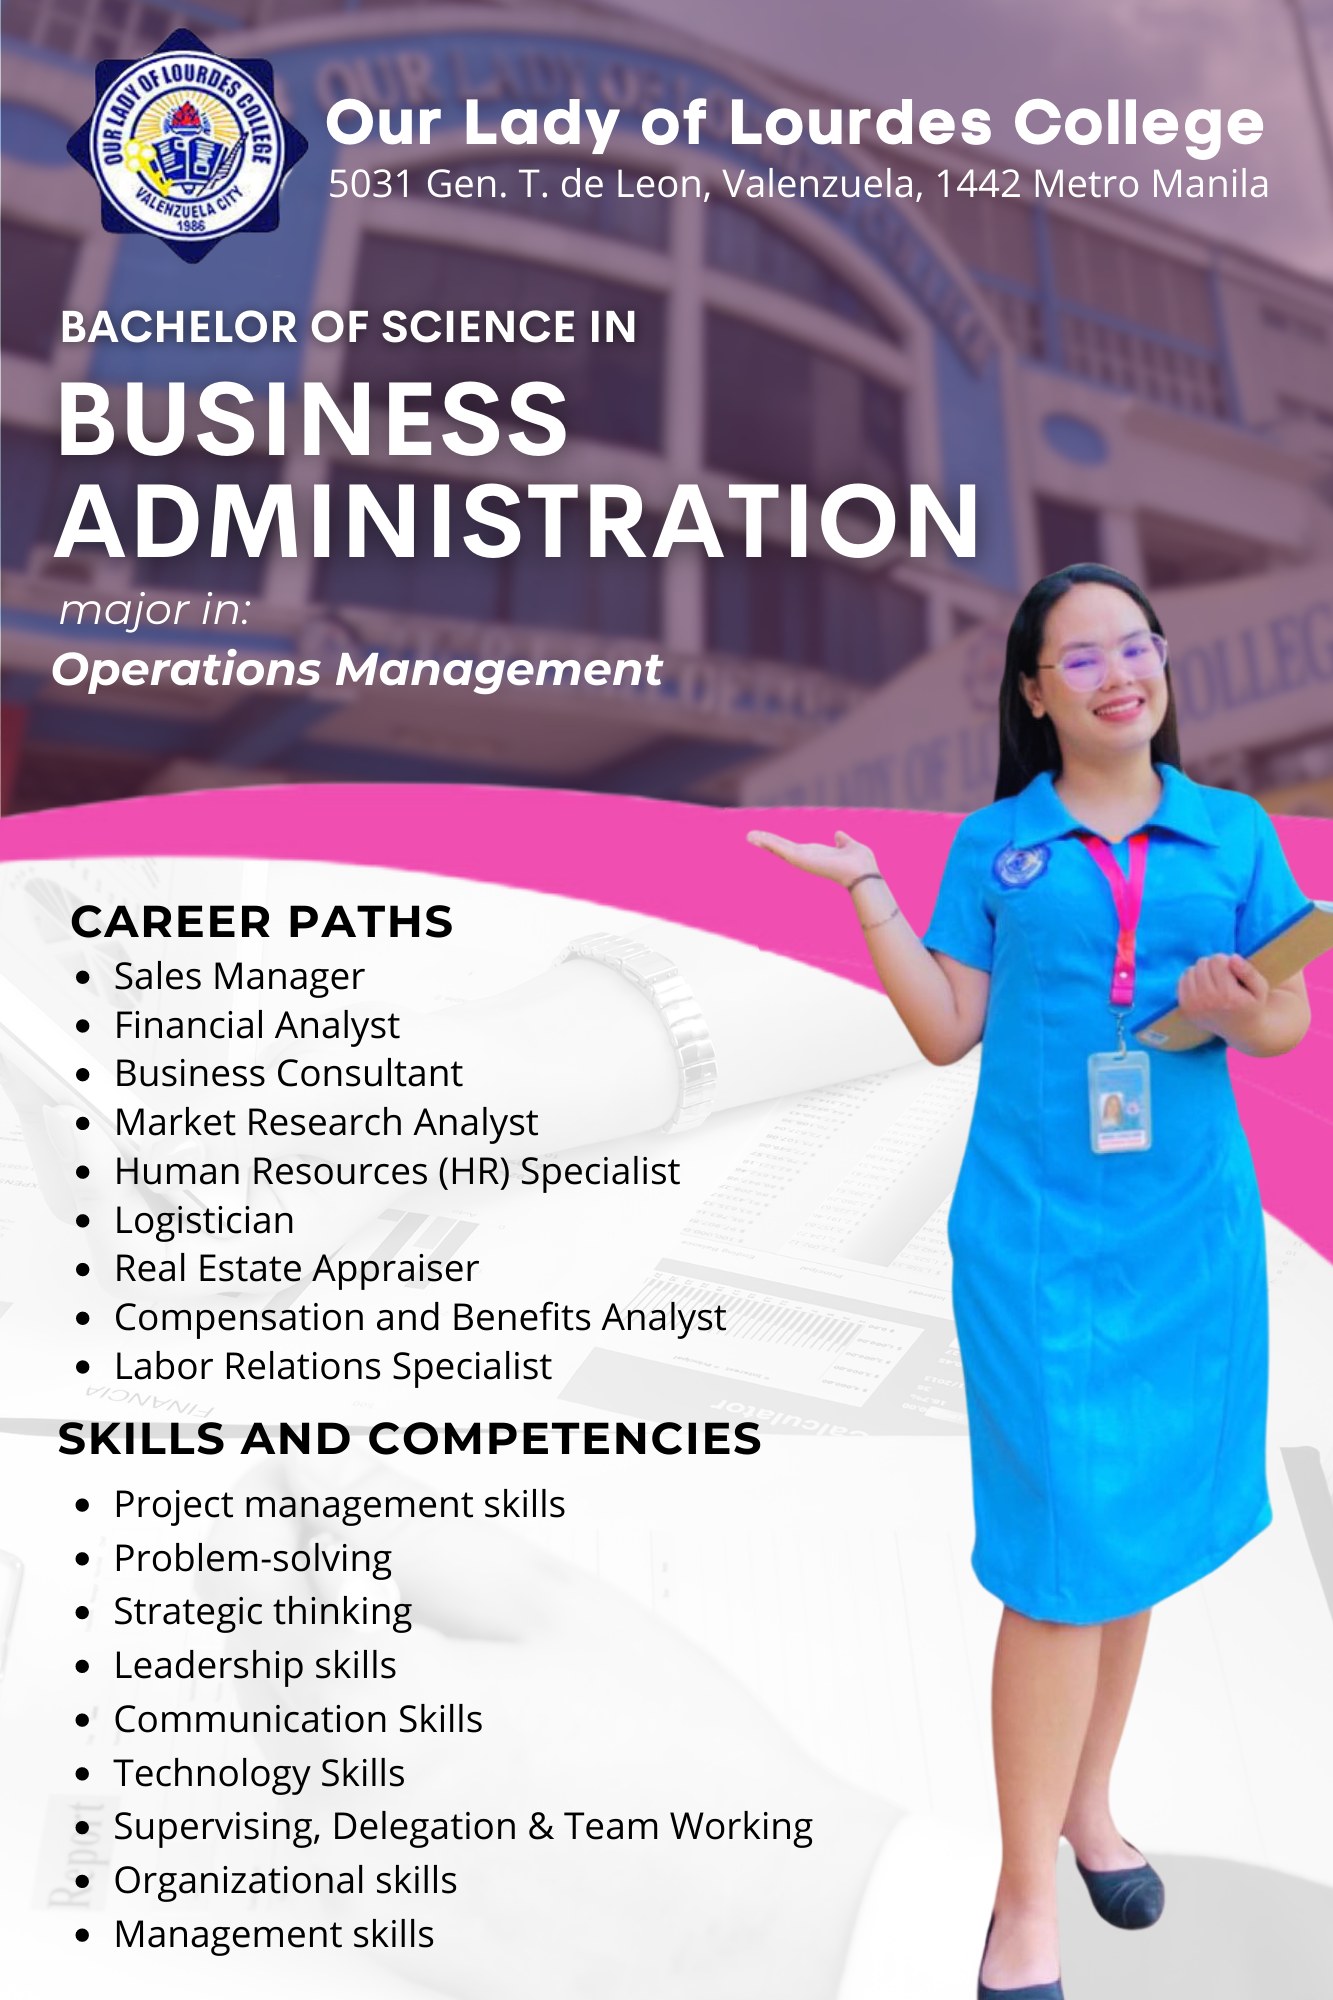 OUR LADY OF LOURDES COLLEGE
VALENZUELA CITY
1986
Our Lady of Lourdes College
5031 Gen. T. de Leon, Valenzuela, 1442 Metro Manila
BACHELOR OF SCIENCE IN
BUSINESS
ADMINISTRATION
major in:
Operations Management
CAREER PATHS
• Sales Manager
• Financial Analyst
• Business Consultant
• Market Research Analyst
• Human Resources (HR) Specialist
• Logistician
• Real Estate Appraiser
• Compensation and Benefits Analyst
• Labor Relations Specialist
FINANCIA
SKILLS AND COMPETENCIES
• Project management skills
• Problem-solving
• Strategic thinking
• Leadership skills
• Communication Skills
• Technology Skills
• Supervising, Delegation & Team Working
• Organizational skills
• Management skills
Report